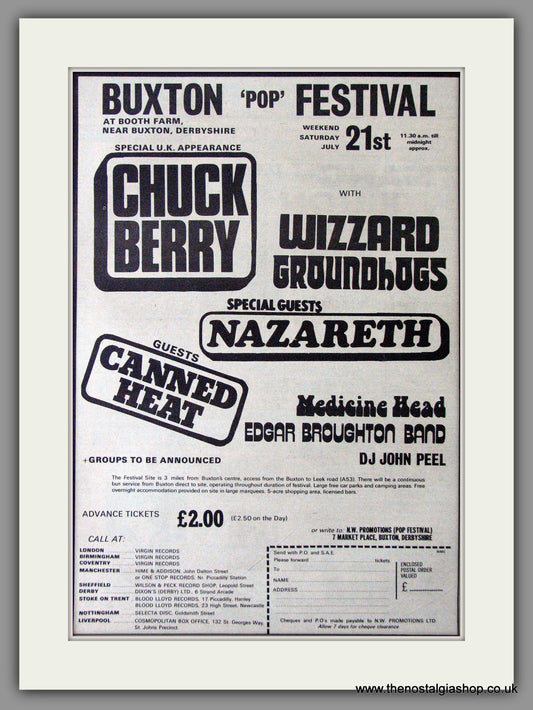 BUXTON 'POP' FESTIVAL
AT BOOTH FARM,
NEAR BUXTON, DERBYSHIRE
WEEKEND
SATURDAY
JULY
21st
11.30 a.m. till
midnight
approx.
SPECIAL U.K. APPEARANCE
CHUCK
BERRY
WITH
WIZZARD
GROUNDhOGS
SPECIAL GUESTS
NAZARETH
GUESTS
CANNED
HEAT
Medicine Head
EDGAR BROUGHTON BAND
DJ JOHN PEEL
+GROUPS TO BE ANNOUNCED
The Festival Site is 3 miles from Buxton's centre, access from the Buxton to Leek road (A53). There will be a continuous
bus service from Buxton direct to site, operating throughout duration of festival. Large free car parks and camping areas. Free
overnight accommodation provided on site in large marquees. 5-acre shopping area, licensed bars.
ADVANCE TICKETS £2.00 (£2.50 on the Day)
CALL AT:
or write to: N.W. PROMOTIONS (POP FESTIVAL)
7 MARKET PLACE, BUXTON, DERBYSHIRE
LONDON VIRGIN RECORDS
BIRMINGHAM VIRGIN RECORDS
COVENTRY VIRGIN RECORDS
MANCHESTER HIME & ADDISON, John Dalton Street
or ONE STOP RECORDS, Nr. Piccadilly Station
SHEFFIELD WILSON & PECK RECORD SHOP, Leopold Street
DERBY DIXON'S (DERBY) LTD., 6 Strand Arcade
STOKE ON TRENT BLOOD LLOYD RECORDS, 17 Piccadilly, Hanley
BLOOD LLOYD RECORDS, 23 High Street, Newcastle
NOTTINGHAM SELECTA DISC, Goldsmith Street
LIVERPOOL COSMOPOLITAN BOX OFFICE, 132 St. Georges Way,
St. Johns Precinct
Send with P.O. and S.A.E.
Please forward tickets
To
NAME
ADDRESS
ENCLOSED
POSTAL ORDER
VALUED
£
Cheques and P.O's made payable to N.W. PROMOTIONS LTD.
Allow 7 days for cheque clearance
www.thenostalgiashop.co.uk